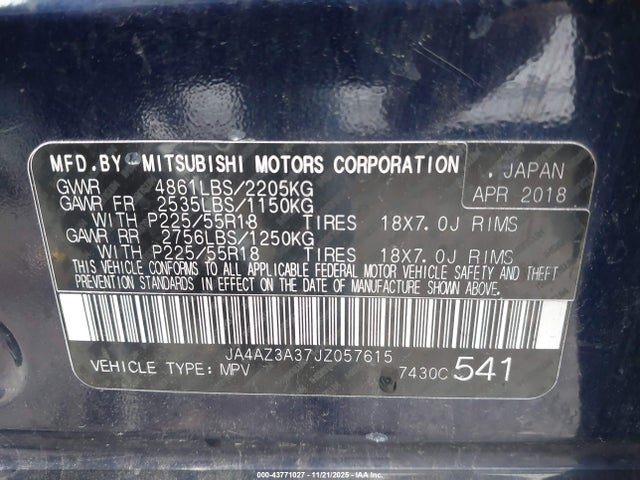 MFD.BY MITSUBISHI MOTORS CORPORATION
. JAPAN
GVWR 4861LBS/2205KG
APR 2018
GAWR FR 2535LBS/1150KG
WITH P225/55R18 TIRES 18X7.0J RIMS
GAWR RR 2756LBS/1250KG
WITH P225/55R18 TIRES 18X7.0J RIMS
THIS VEHICLE CONFORMS TO ALL APPLICABLE FEDERAL MOTOR VEHICLE SAFETY AND THEFT
PREVENTION STANDARDS IN EFFECT ON THE DATE OF MANUFACTURE SHOWN ABOVE.
JA4AZ3A37JZ057615
VEHICLE TYPE: MPV
7430C 541
000-43771027 - 11/21/2025 - IAAI.COM